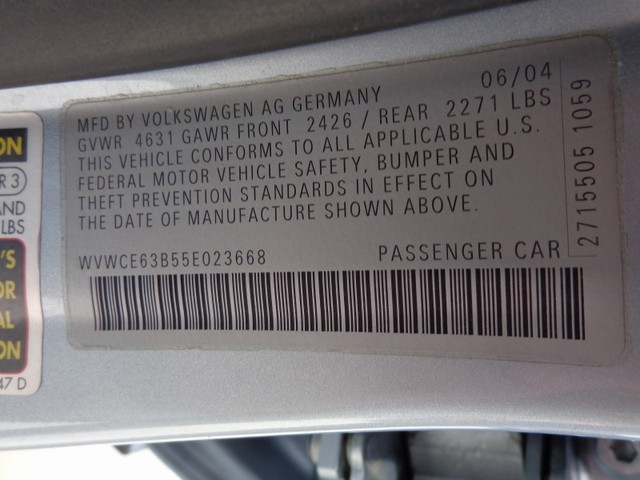 06/04
MFD BY VOLKSWAGEN AG GERMANY
GVWR 4631 GAWR FRONT 2426 / REAR 2271 LBS
THIS VEHICLE CONFORMS TO ALL APPLICABLE U.S.
FEDERAL MOTOR VEHICLE SAFETY, BUMPER AND
THEFT PREVENTION STANDARDS IN EFFECT ON
THE DATE OF MANUFACTURE SHOWN ABOVE.
WVWCE63B55E023668 PASSENGER CAR
2715505 1059
ON
R 3
AND
LBS
'S
OR
AL
ON
47 D